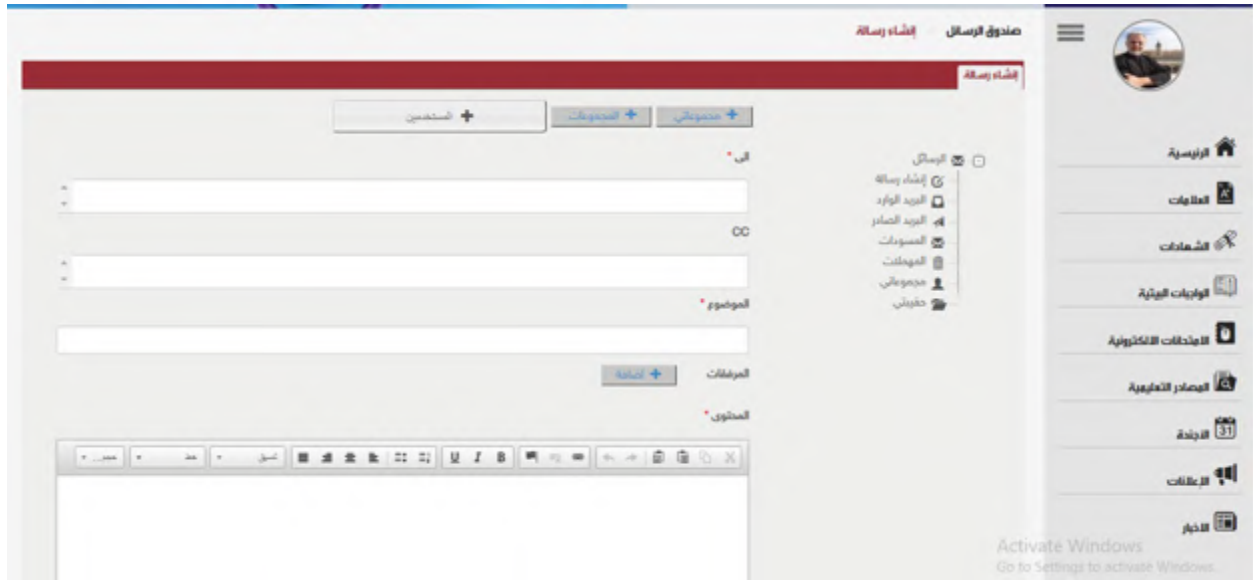 صندوق الرسائل إنشاء رسالة
إنشاء رسالة
+ مجموعاتي + المجموعات + المستخدمين
الى *
CC
الموضوع *
المرفقات + اضافة
المحتوى *
B I U
الرسائل
إنشاء رسالة
البريد الوارد
البريد الصادر
المسودات
المهملات
مجموعاتي
حقيبتي
الرئيسية
العلامات
الشهادات
الواجبات البيتية
الامتحانات الالكترونية
المصادر التعليمية
الاجندة
31
الإعلانات
الاخبار
Activate Windows
Go to Settings to activate Windows.